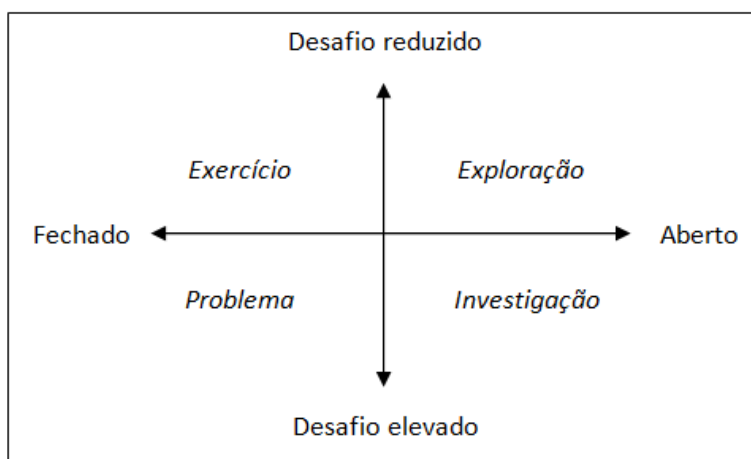 Desafio reduzido
Exercício Exploração
Fechado Aberto
Problema Investigação
Desafio elevado